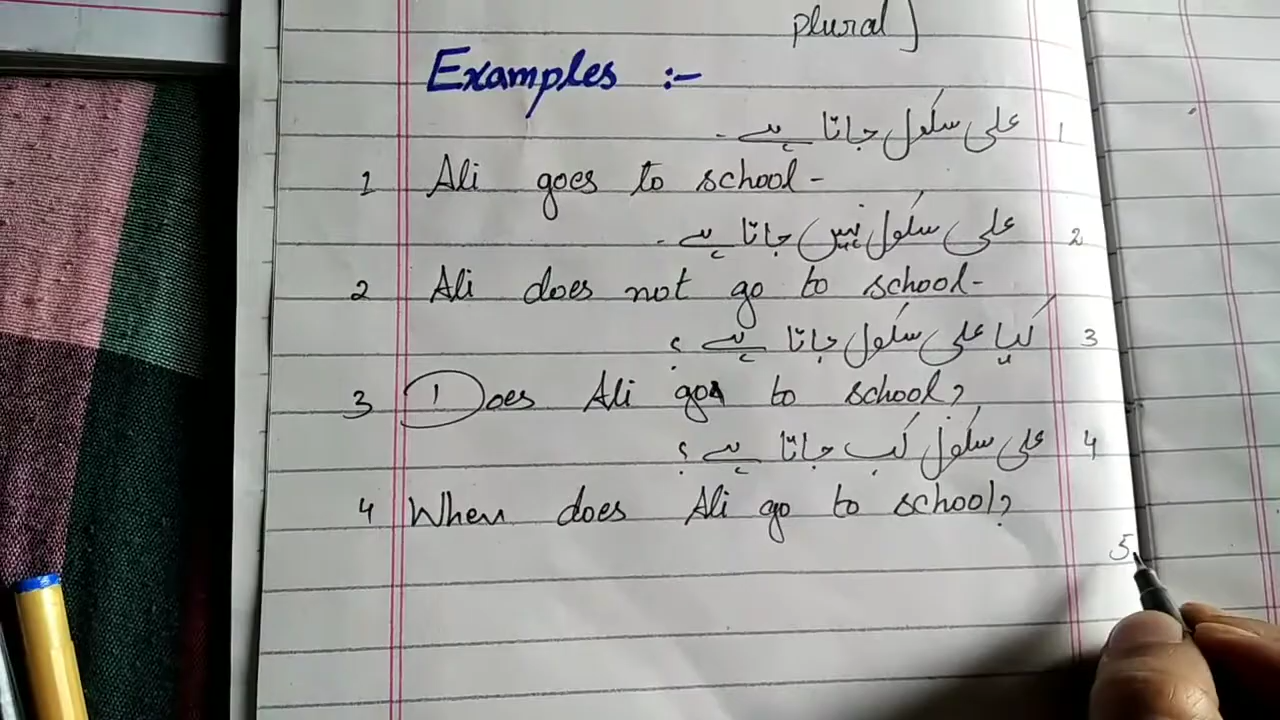 plural]
Examples :-
علی سکول جاتا ہے۔ 1
1 Ali goes to school-
علی سکول نہیں جاتا ہے۔ 2
2 Ali does not go to school-
کیا علی سکول جاتا ہے؟ 3
3 Does Ali go to school?
علی سکول کب جاتا ہے؟ 4
4 When does Ali go to school?
5